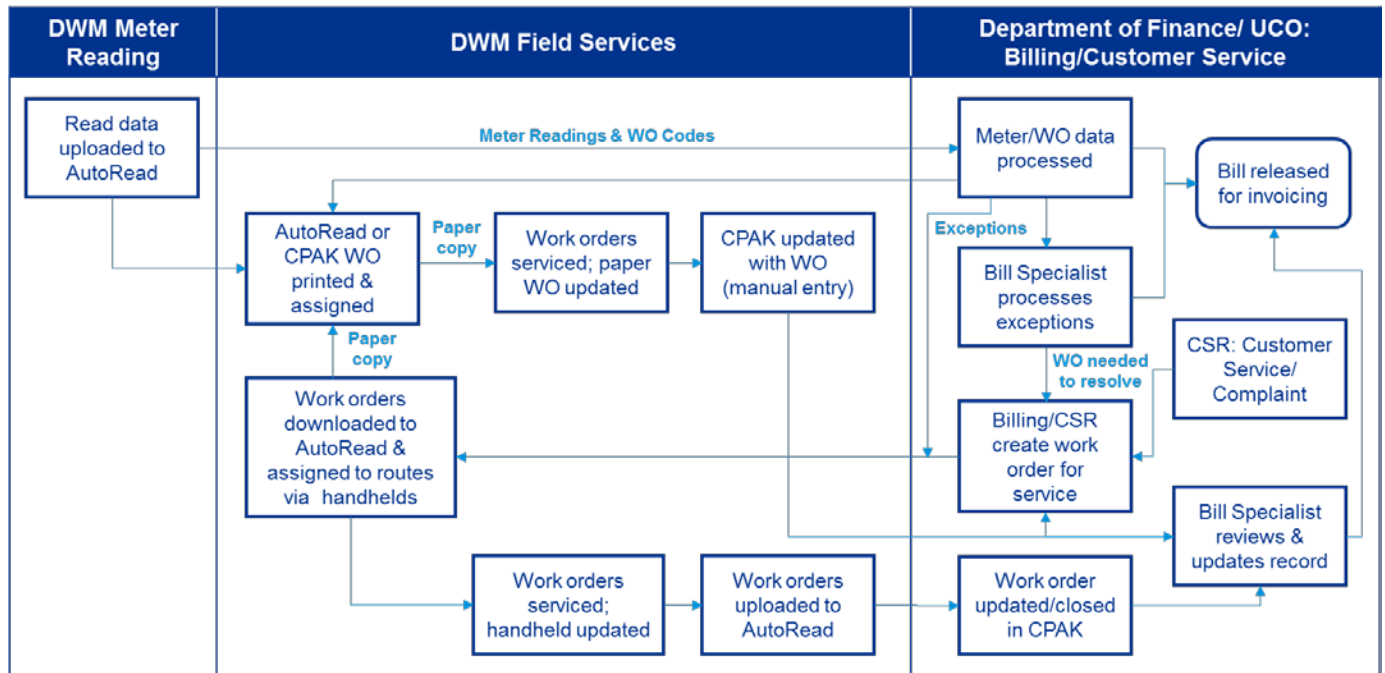 DWM Meter
Reading
DWM Field Services
Department of Finance/ UCO:
Billing/Customer Service
Read data
uploaded to
AutoRead
Meter Readings & WO Codes
Meter/WO data
processed
Bill released
for invoicing
AutoRead or
CPAK WO
printed &
assigned
Paper
copy
Work orders
serviced; paper
WO updated
CPAK updated
with WO
(manual entry)
Exceptions
Bill Specialist
processes
exceptions
Paper
copy
WO needed
to resolve
CSR: Customer
Service/
Complaint
Work orders
downloaded to
AutoRead &
assigned to routes
via handhelds
Billing/CSR
create work
order for
service
Bill Specialist
reviews &
updates record
Work orders
serviced;
handheld updated
Work orders
uploaded to
AutoRead
Work order
updated/closed
in CPAK